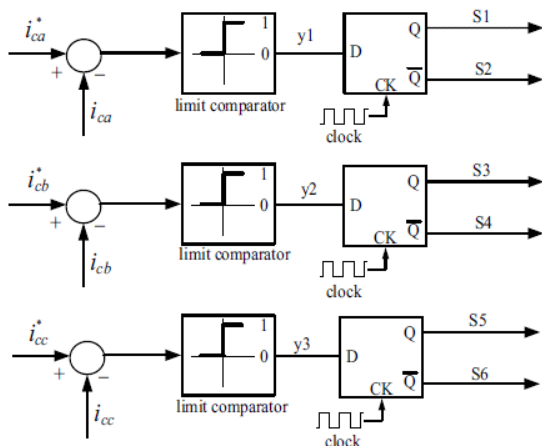 i*ca
+
−
ica
1
0
limit comparator
y1
D
Q
Q̅
CK
clock
S1
S2
i*cb
+
−
icb
1
0
limit comparator
y2
D
Q
Q̅
CK
clock
S3
S4
i*cc
+
−
icc
1
0
limit comparator
y3
D
Q
Q̅
CK
clock
S5
S6